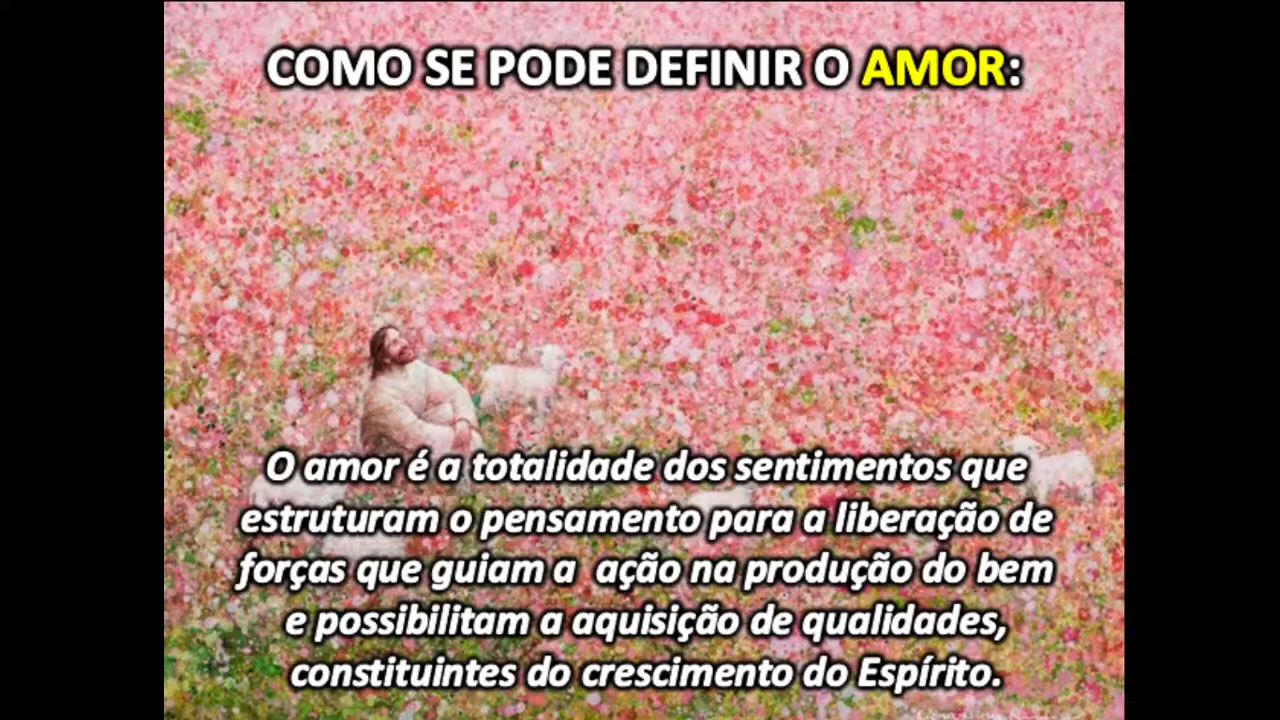 COMO SE PODE DEFINIR O AMOR:
O amor é a totalidade dos sentimentos que
estruturam o pensamento para a liberação de
forças que guiam a  ação na produção do bem
e possibilitam a aquisição de qualidades,
constituintes do crescimento do Espírito.